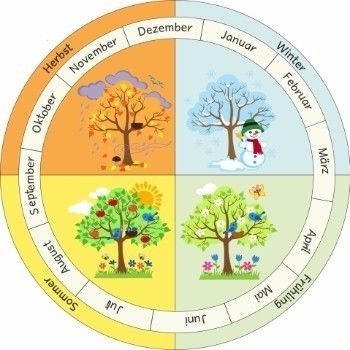 Winter
Frühling
Sommer
Herbst
Januar
Februar
März
April
Mai
Juni
Juli
August
September
Oktober
November
Dezember